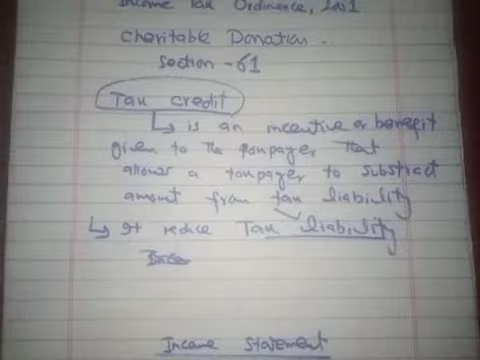 Income Tax Ordinance, 2001
Charitable Donation.
Section - 61
Tax credit
↳ is an incentive or benefit
given to the taxpayer that
allows a taxpayer to substract
amount from tax liability
↳ It reduce Tax liability
Income Statement